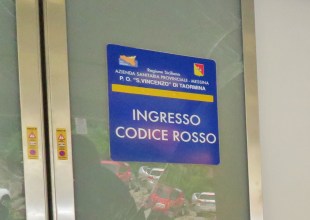 Regione Siciliana
AZIENDA SANITARIA PROVINCIALE - MESSINA
P. O. "S. VINCENZO" DI TAORMINA
INGRESSO
CODICE ROSSO